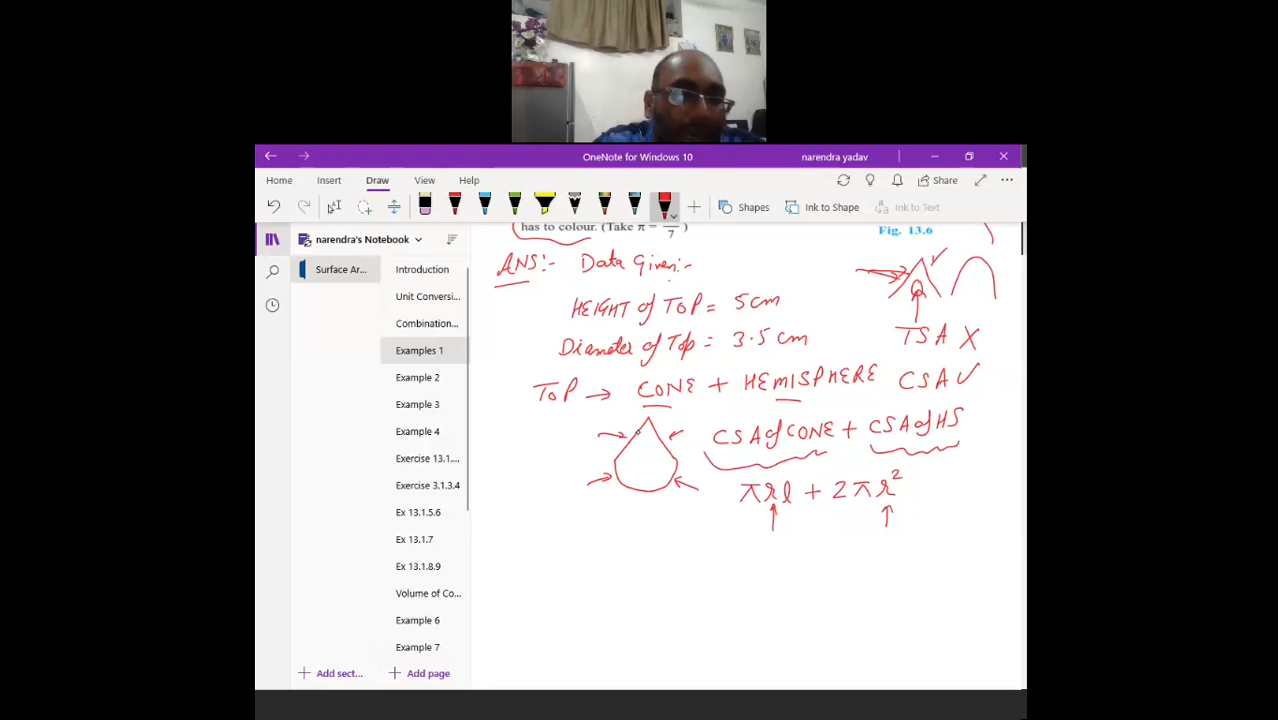 OneNote for Windows 10
narendra yadav
Home Insert Draw View Help
Share
Shapes Ink to Shape Ink to Text
narendra's Notebook
Surface Ar...
Introduction
Unit Conversi...
Combination...
Examples 1
Example 2
Example 3
Example 4
Exercise 13.1....
Exercise 3.1.3.4
Ex 13.1.5.6
Ex 13.1.7
Ex 13.1.8.9
Volume of Co...
Example 6
Example 7
Add sect...
Add page
has to colour. (Take π = 7 )
Fig. 13.6
ANS:- Data Given:-
HEIGHT of TOP = 5 cm
Diameter of Top = 3.5 cm
TSA X
TOP → CONE + HEMISPHERE
CSA ✓
CSA of CONE + CSA of HS
πrl + 2πr²